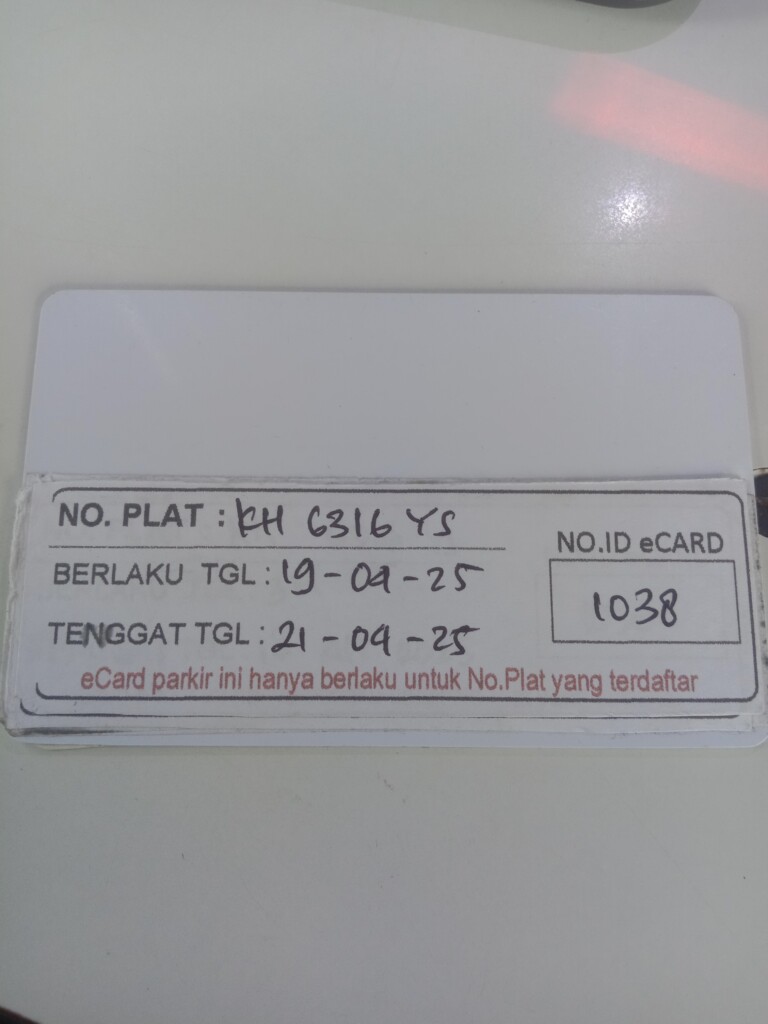 NO. PLAT : KH 6316 YS
BERLAKU TGL : 19-09-25
TENGGAT TGL : 21-09-25
NO.ID eCARD
1038
eCard parkir ini hanya berlaku untuk No.Plat yang terdaftar